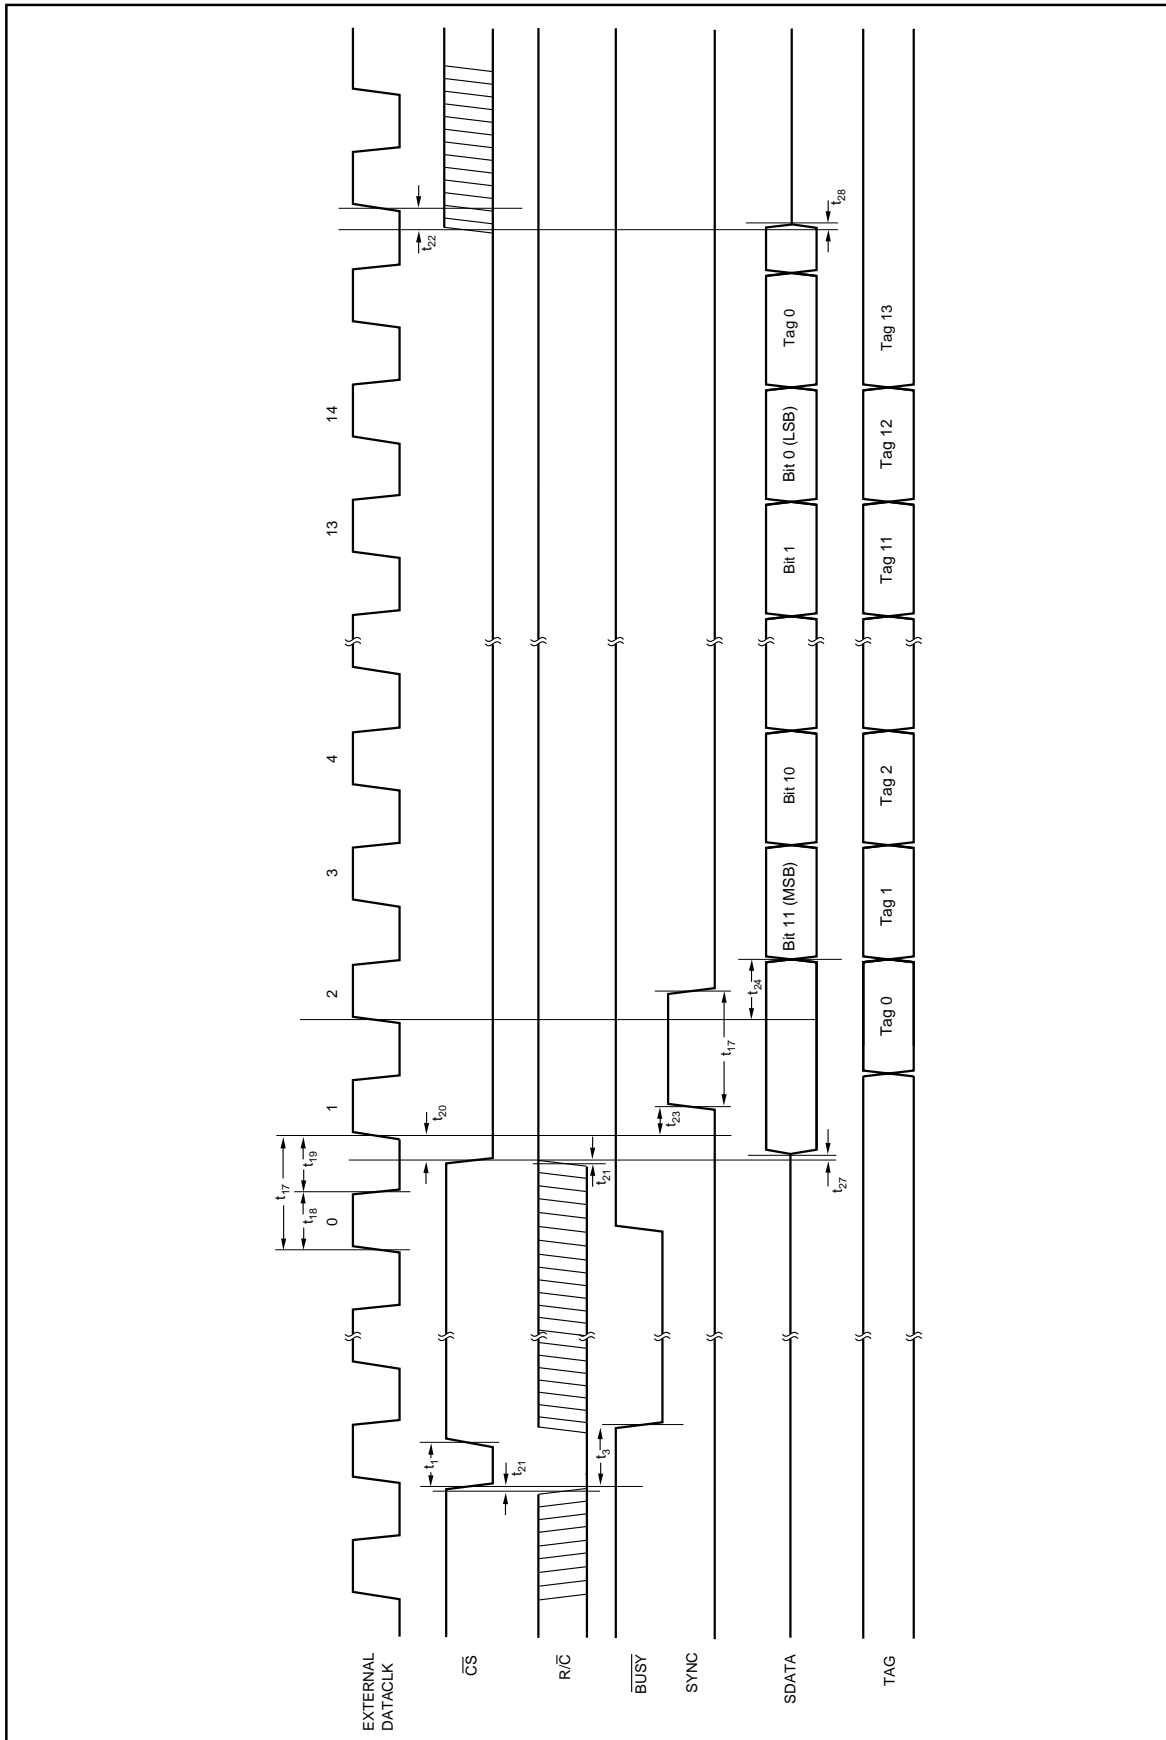 EXTERNAL
DATACLK
0
1
2
3
4
13
14
t17
t18
t19
CS
t1
t20
t22
R/C
t21
t21
BUSY
t3
SYNC
t23
t17
SDATA
t27
t24
Bit 11 (MSB)
Bit 10
Bit 1
Bit 0 (LSB)
Tag 0
t28
TAG
Tag 0
Tag 1
Tag 2
Tag 11
Tag 12
Tag 13